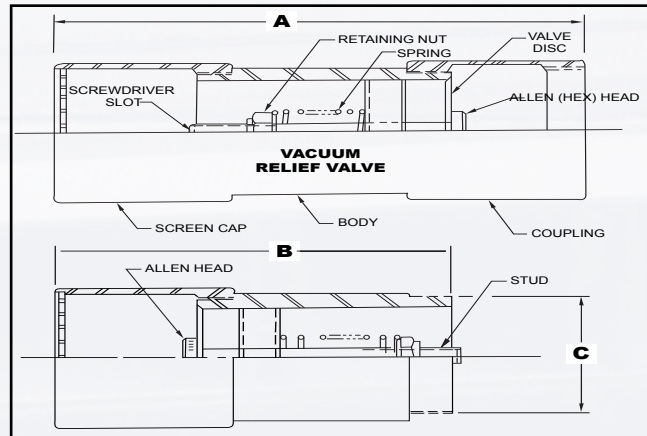 A
RETAINING NUT
SPRING
VALVE
DISC
SCREWDRIVER
SLOT
ALLEN (HEX) HEAD
VACUUM
RELIEF VALVE
SCREEN CAP
BODY
COUPLING
B
ALLEN HEAD
STUD
C